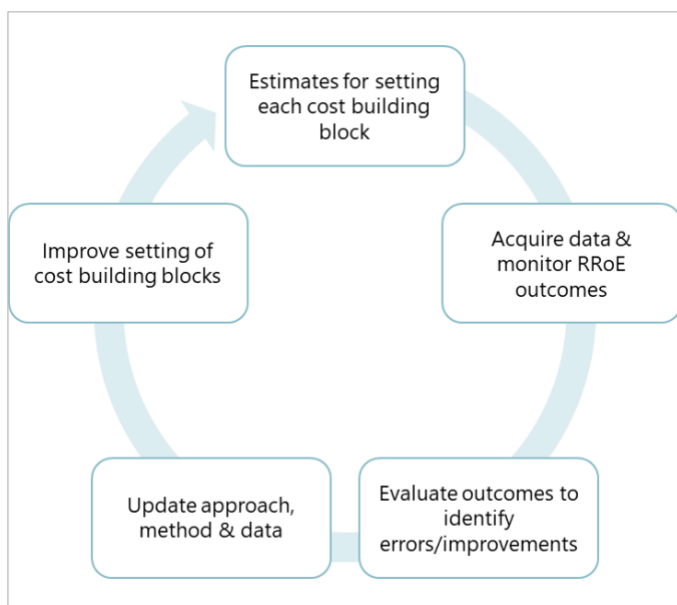 Estimates for setting
each cost building
block
Acquire data &
monitor RRoE
outcomes
Evaluate outcomes to
identify
errors/improvements
Update approach,
method & data
Improve setting of
cost building blocks